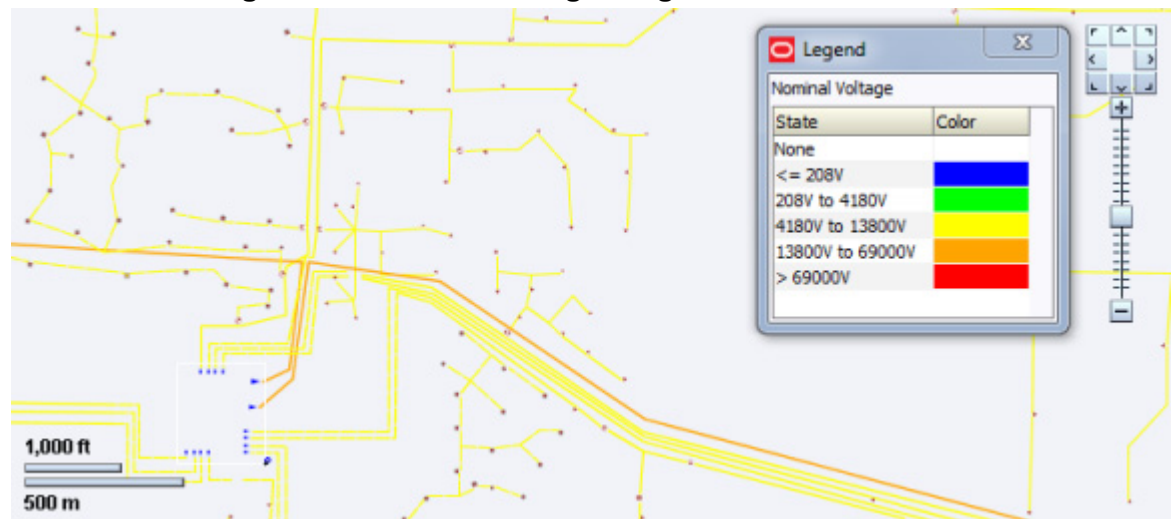 Legend
Nominal Voltage
State Color
None
<= 208V
208V to 4180V
4180V to 13800V
13800V to 69000V
> 69000V
1,000 ft
500 m